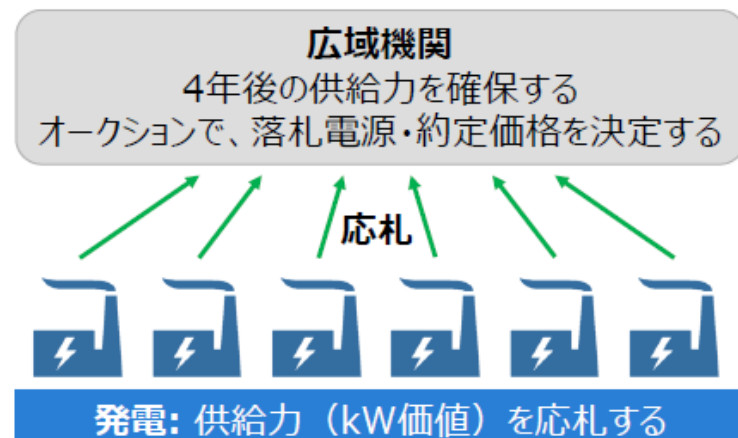 広域機関
4年後の供給力を確保する
オークションで、落札電源・約定価格を決定する
応札
発電: 供給力（kW価値）を応札する